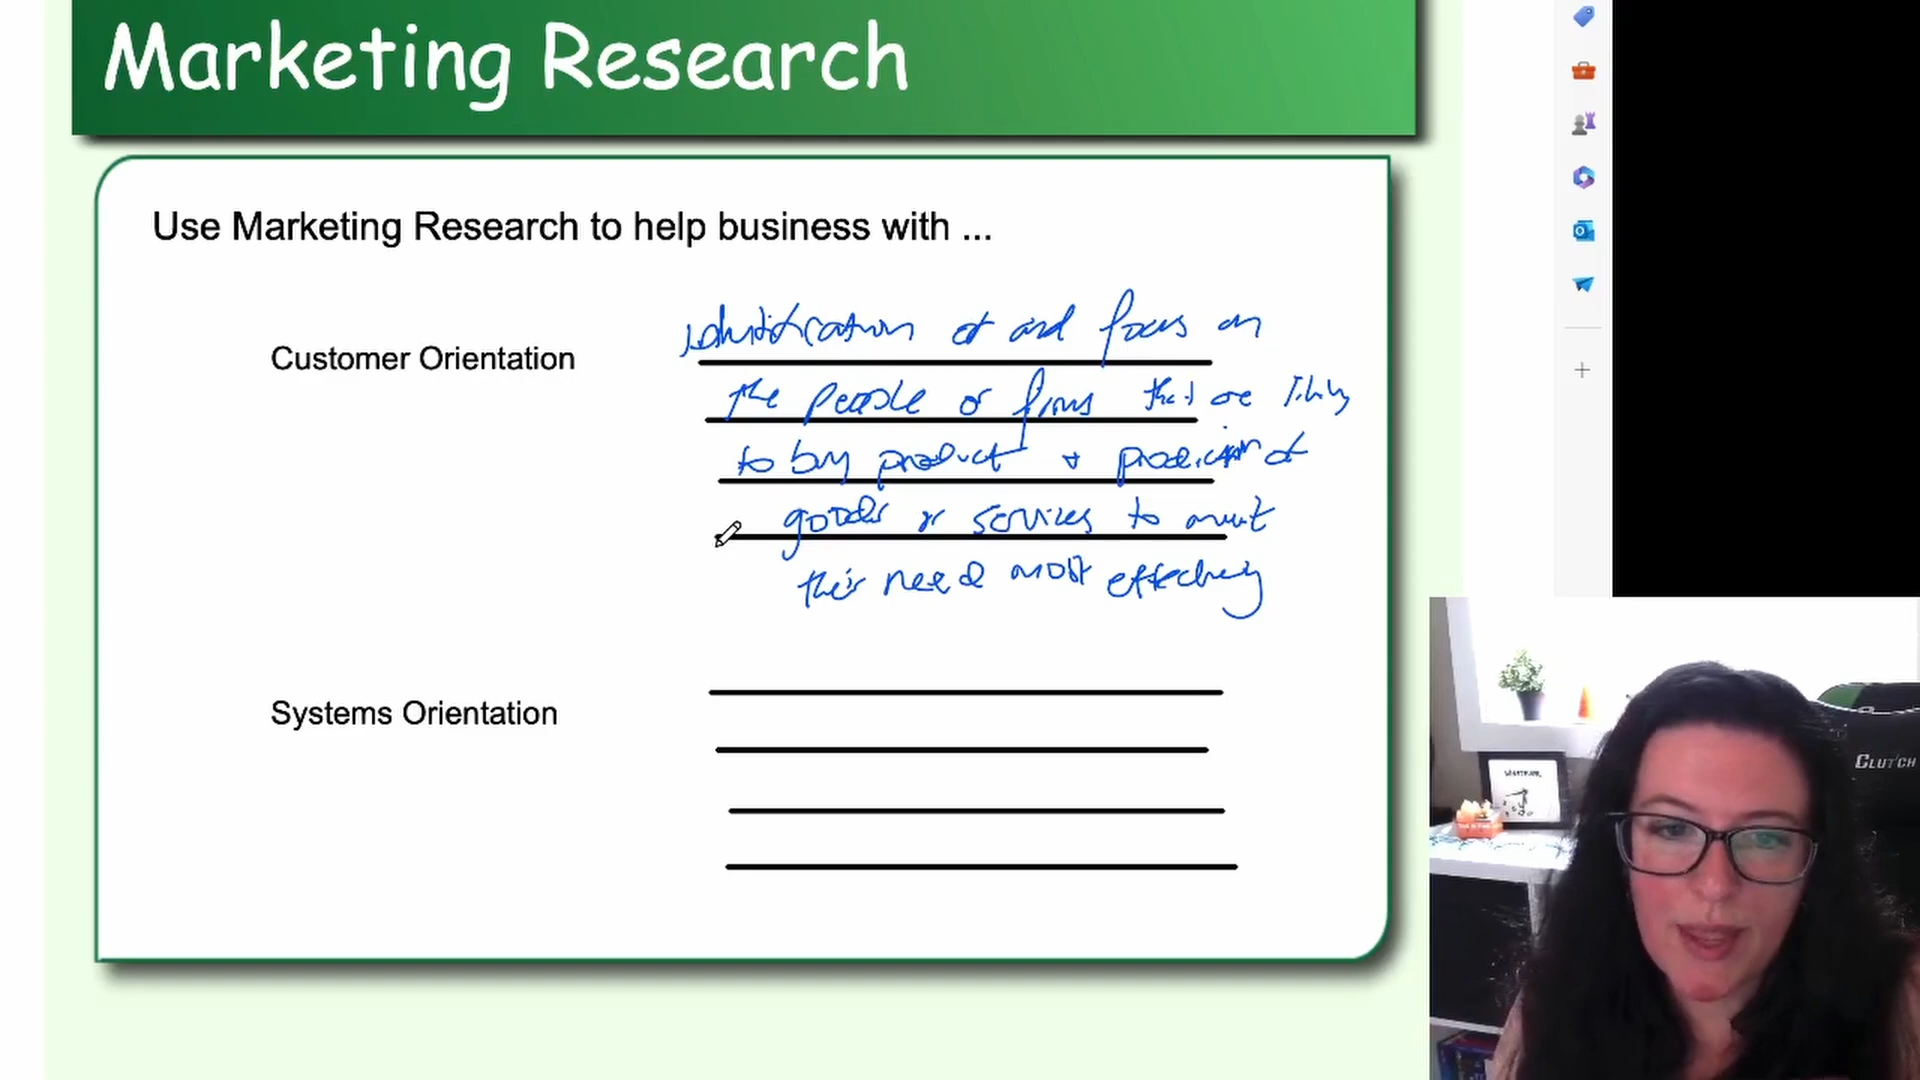 Marketing Research
Use Marketing Research to help business with ...
Customer Orientation
identification of and focus on
the people or firms that are likely
to buy product + production of
goods or services to meet
their need most effectively
Systems Orientation
CLUTCH